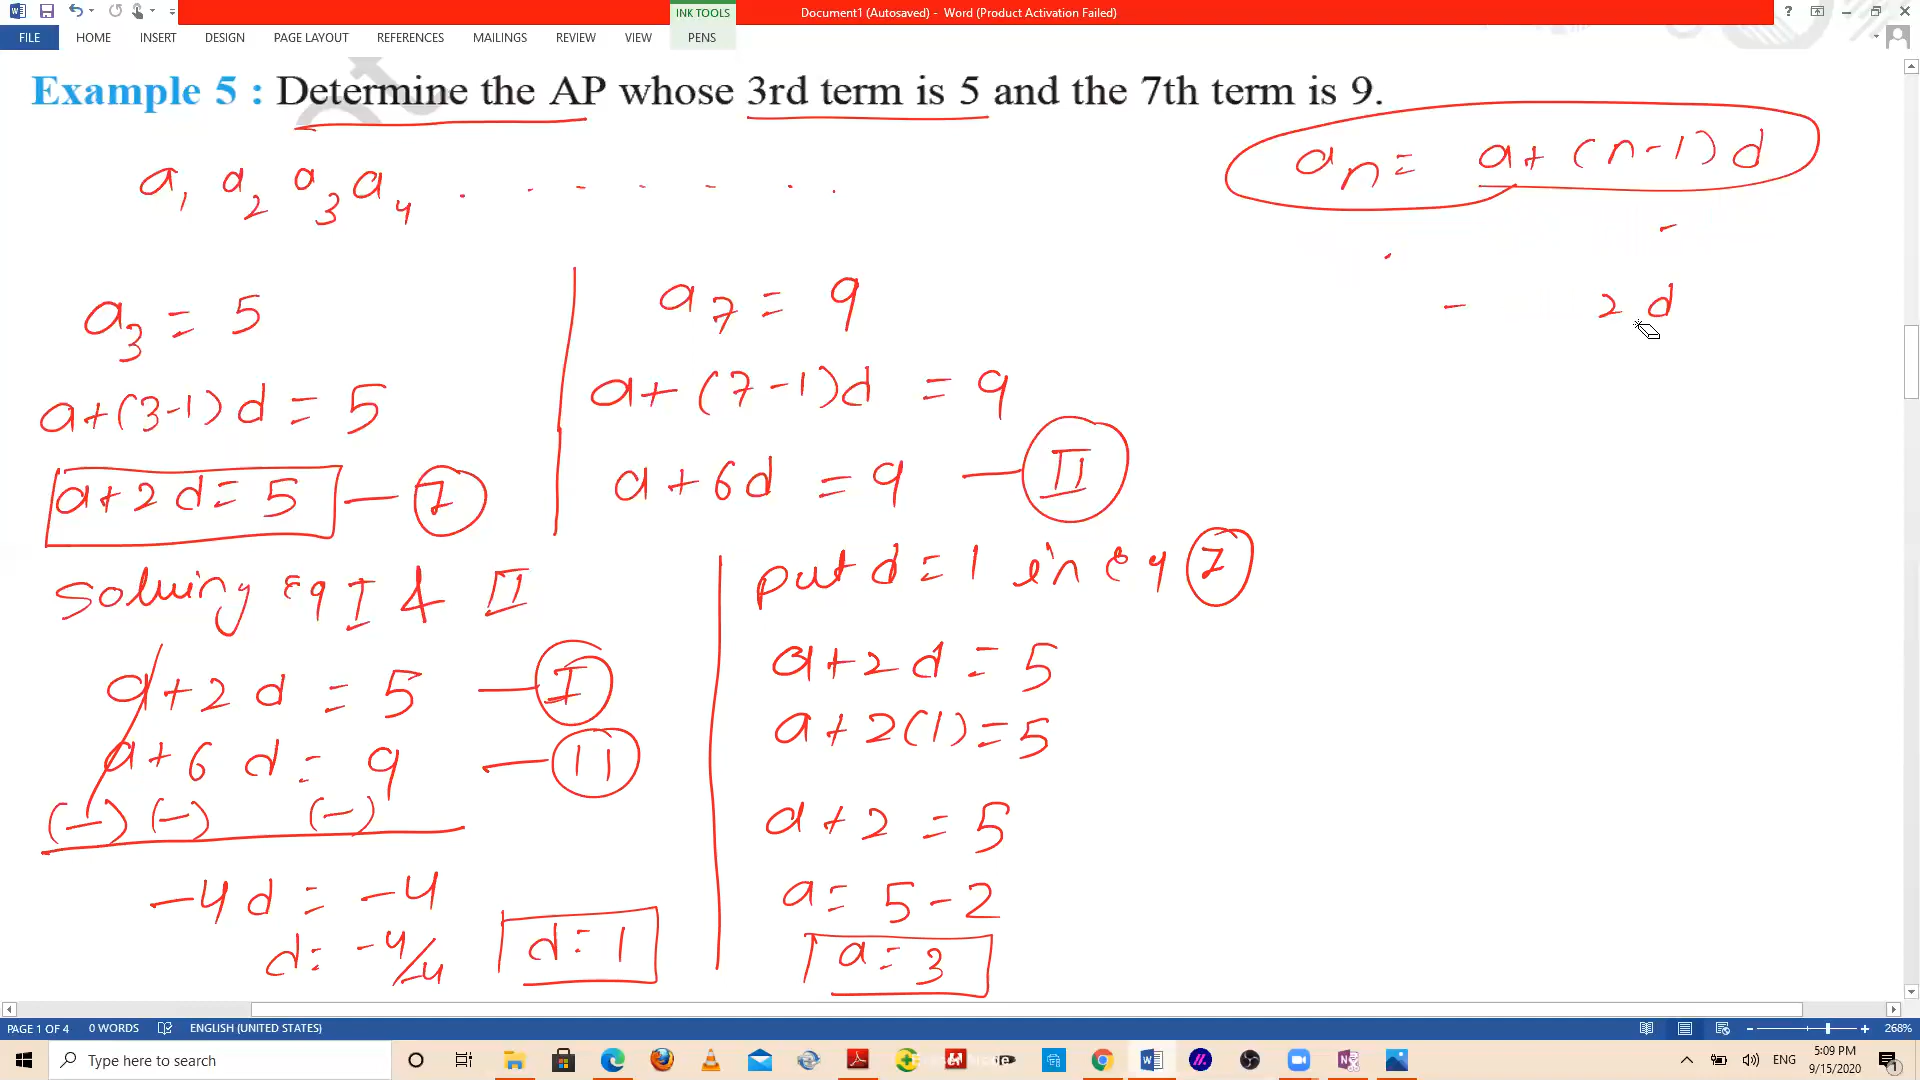 INK TOOLS
Document1 (Autosaved) - Word (Product Activation Failed)
FILE HOME INSERT DESIGN PAGE LAYOUT REFERENCES MAILINGS REVIEW VIEW PENS
Example 5 : Determine the AP whose 3rd term is 5 and the 7th term is 9.
aₙ = a+(n-1)d
a₁ a₂ a₃ a₄ . . . . . . .
2d
a₃ = 5
a+(3-1)d = 5
a+2d = 5 — I
a₇ = 9
a+(7-1)d = 9
a+6d = 9 — II
solving eq I & II
a+2d = 5 — I
a+6d = 9 — II
(-) (-) (-)
-4d = -4
d = -4/-4
d = 1
put d = 1 in eq I
a+2d = 5
a+2(1) = 5
a+2 = 5
a = 5-2
a = 3
PAGE 1 OF 4 0 WORDS ENGLISH (UNITED STATES) 268%
Type here to search
ENG
5:09 PM
9/15/2020